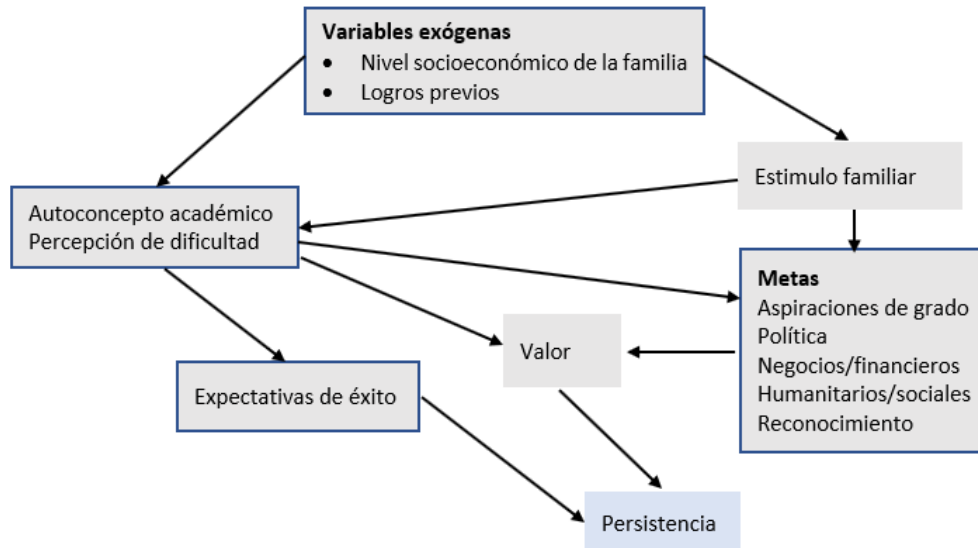 Variables exógenas
• Nivel socioeconómico de la familia
• Logros previos
Estimulo familiar
Autoconcepto académico
Percepción de dificultad
Metas
Aspiraciones de grado
Política
Negocios/financieros
Humanitarios/sociales
Reconocimiento
Valor
Expectativas de éxito
Persistencia